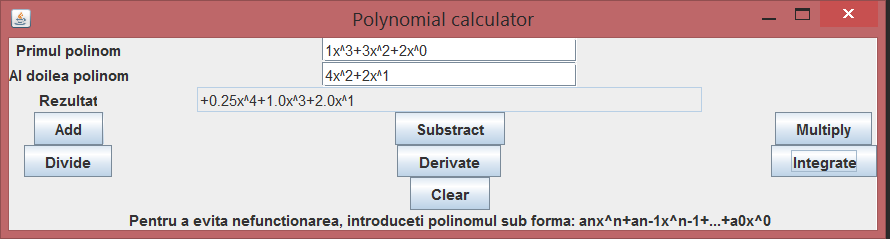 Polynomial calculator
Primul polinom 1x^3+3x^2+2x^0
Al doilea polinom 4x^2+2x^1
Rezultat +0.25x^4+1.0x^3+2.0x^1
Add Substract Multiply
Divide Derivate Integrate
Clear
Pentru a evita nefunctionarea, introduceti polinomul sub forma: anx^n+an-1x^n-1+...+a0x^0